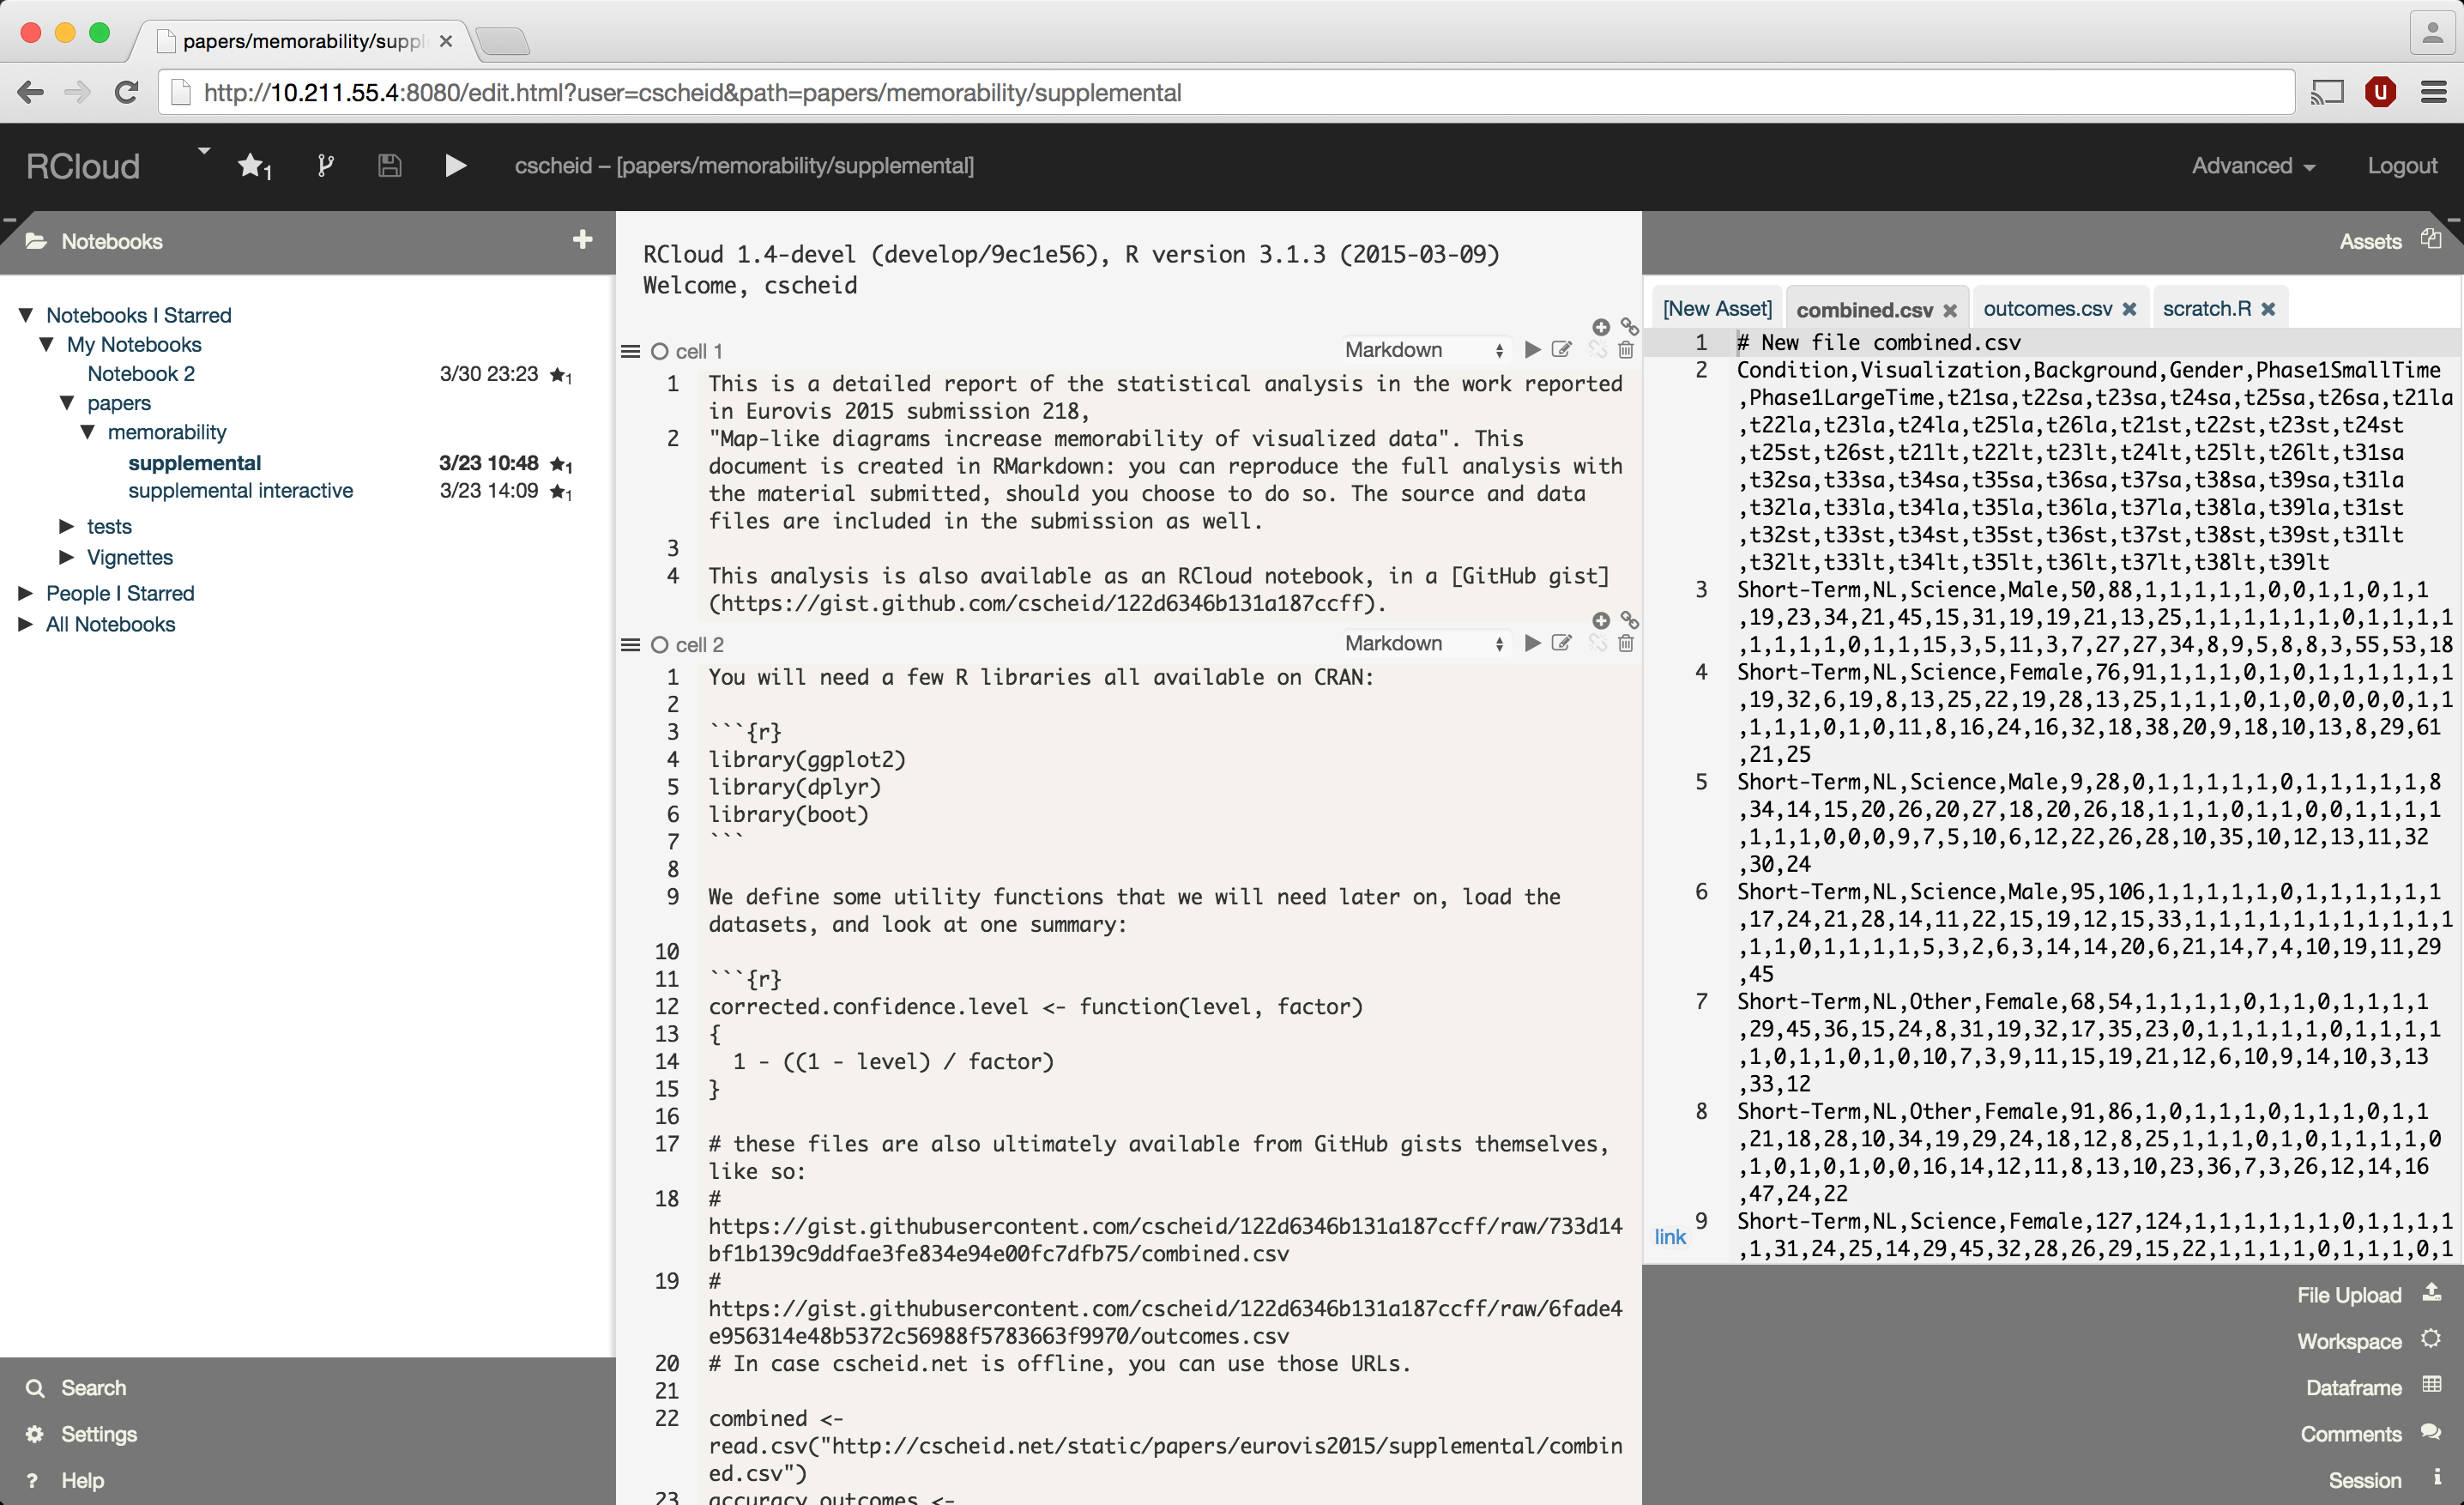 papers/memorability/suppl
http://10.211.55.4:8080/edit.html?user=cscheid&path=papers/memorability/supplemental
RCloud
1
cscheid – [papers/memorability/supplemental]
Advanced
Logout
Notebooks
Notebooks I Starred
My Notebooks
Notebook 2 3/30 23:23 1
papers
memorability
supplemental 3/23 10:48 1
supplemental interactive 3/23 14:09 1
tests
Vignettes
People I Starred
All Notebooks
Search
Settings
? Help
RCloud 1.4-devel (develop/9ec1e56), R version 3.1.3 (2015-03-09)
Welcome, cscheid
cell 1 Markdown
1 This is a detailed report of the statistical analysis in the work reported
in Eurovis 2015 submission 218,
2 "Map-like diagrams increase memorability of visualized data". This
document is created in RMarkdown: you can reproduce the full analysis with
the material submitted, should you choose to do so. The source and data
files are included in the submission as well.
3
4 This analysis is also available as an RCloud notebook, in a [GitHub gist]
(https://gist.github.com/cscheid/122d6346b131a187ccff).
cell 2 Markdown
1 You will need a few R libraries all available on CRAN:
2
3 ```{r}
4 library(ggplot2)
5 library(dplyr)
6 library(boot)
7 ```
8
9 We define some utility functions that we will need later on, load the
datasets, and look at one summary:
10
11 ```{r}
12 corrected.confidence.level <- function(level, factor)
13 {
14 1 - ((1 - level) / factor)
15 }
16
17 # these files are also ultimately available from GitHub gists themselves,
like so:
18 #
https://gist.githubusercontent.com/cscheid/122d6346b131a187ccff/raw/733d14
bf1b139c9ddfae3fe834e94e00fc7dfb75/combined.csv
19 #
https://gist.githubusercontent.com/cscheid/122d6346b131a187ccff/raw/6fade4
e956314e48b5372c56988f5783663f9970/outcomes.csv
20 # In case cscheid.net is offline, you can use those URLs.
21
22 combined <-
read.csv("http://cscheid.net/static/papers/eurovis2015/supplemental/combin
ed.csv")
23 accuracy outcomes <-
Assets
[New Asset] combined.csv outcomes.csv scratch.R
1 # New file combined.csv
2 Condition,Visualization,Background,Gender,Phase1SmallTime
,Phase1LargeTime,t21sa,t22sa,t23sa,t24sa,t25sa,t26sa,t21la
,t22la,t23la,t24la,t25la,t26la,t21st,t22st,t23st,t24st
,t25st,t26st,t21lt,t22lt,t23lt,t24lt,t25lt,t26lt,t31sa
,t32sa,t33sa,t34sa,t35sa,t36sa,t37sa,t38sa,t39sa,t31la
,t32la,t33la,t34la,t35la,t36la,t37la,t38la,t39la,t31st
,t32st,t33st,t34st,t35st,t36st,t37st,t38st,t39st,t31lt
,t32lt,t33lt,t34lt,t35lt,t36lt,t37lt,t38lt,t39lt
3 Short-Term,NL,Science,Male,50,88,1,1,1,1,1,0,0,1,1,0,1,1
,19,23,34,21,45,15,31,19,19,21,13,25,1,1,1,1,1,1,0,1,1,1,1
,1,1,1,1,0,1,1,15,3,5,11,3,7,27,27,34,8,9,5,8,8,3,55,53,18
4 Short-Term,NL,Science,Female,76,91,1,1,1,0,1,0,1,1,1,1,1,1
,19,32,6,19,8,13,25,22,19,28,13,25,1,1,1,0,1,0,0,0,0,0,1,1
,1,1,1,0,1,0,11,8,16,24,16,32,18,38,20,9,18,10,13,8,29,61
,21,25
5 Short-Term,NL,Science,Male,9,28,0,1,1,1,1,1,0,1,1,1,1,1,8
,34,14,15,20,26,20,27,18,20,26,18,1,1,1,0,1,1,0,0,1,1,1,1
,1,1,1,0,0,0,9,7,5,10,6,12,22,26,28,10,35,10,12,13,11,32
,30,24
6 Short-Term,NL,Science,Male,95,106,1,1,1,1,1,0,1,1,1,1,1,1
,17,24,21,28,14,11,22,15,19,12,15,33,1,1,1,1,1,1,1,1,1,1,1
,1,1,0,1,1,1,1,5,3,2,6,3,14,14,20,6,21,14,7,4,10,19,11,29
,45
7 Short-Term,NL,Other,Female,68,54,1,1,1,1,0,1,1,0,1,1,1,1
,29,45,36,15,24,8,31,19,32,17,35,23,0,1,1,1,1,1,0,1,1,1,1
,1,0,1,1,0,1,0,10,7,3,9,11,15,19,21,12,6,10,9,14,10,3,13
,33,12
8 Short-Term,NL,Other,Female,91,86,1,0,1,1,1,0,1,1,1,0,1,1
,21,18,28,10,34,19,29,24,18,12,8,25,1,1,1,0,1,0,1,1,1,1,0
,1,0,1,0,1,0,0,16,14,12,11,8,13,10,23,36,7,3,26,12,14,16
,47,24,22
9 Short-Term,NL,Science,Female,127,124,1,1,1,1,1,1,0,1,1,1,1
,1,31,24,25,14,29,45,32,28,26,29,15,22,1,1,1,1,0,1,1,1,0,1
link
File Upload
Workspace
Dataframe
Comments
Session